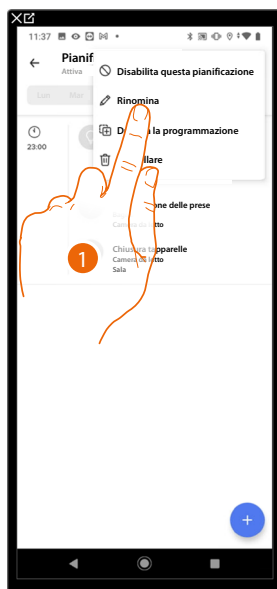 11:37
Pianif
Attiva
Disabilita questa pianificazione
Lun Mar
Rinomina
D la programmazione
23:00
llare
one delle prese
Camera da letto
Chiusura tapparelle
Camera da letto
Sala
1
+